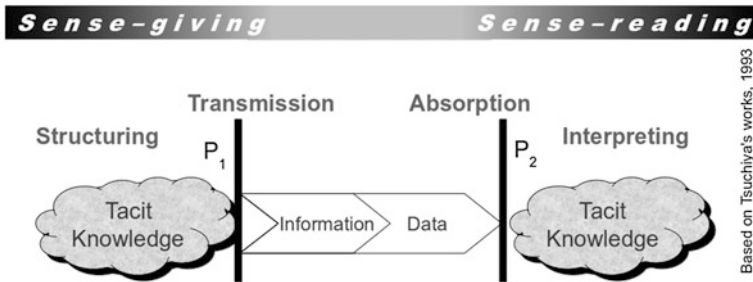 Sense-giving Sense-reading
Transmission Absorption
Structuring Interpreting
P1 P2
Tacit
Knowledge
Information Data
Tacit
Knowledge
Based on Tsuchiya's works, 1993